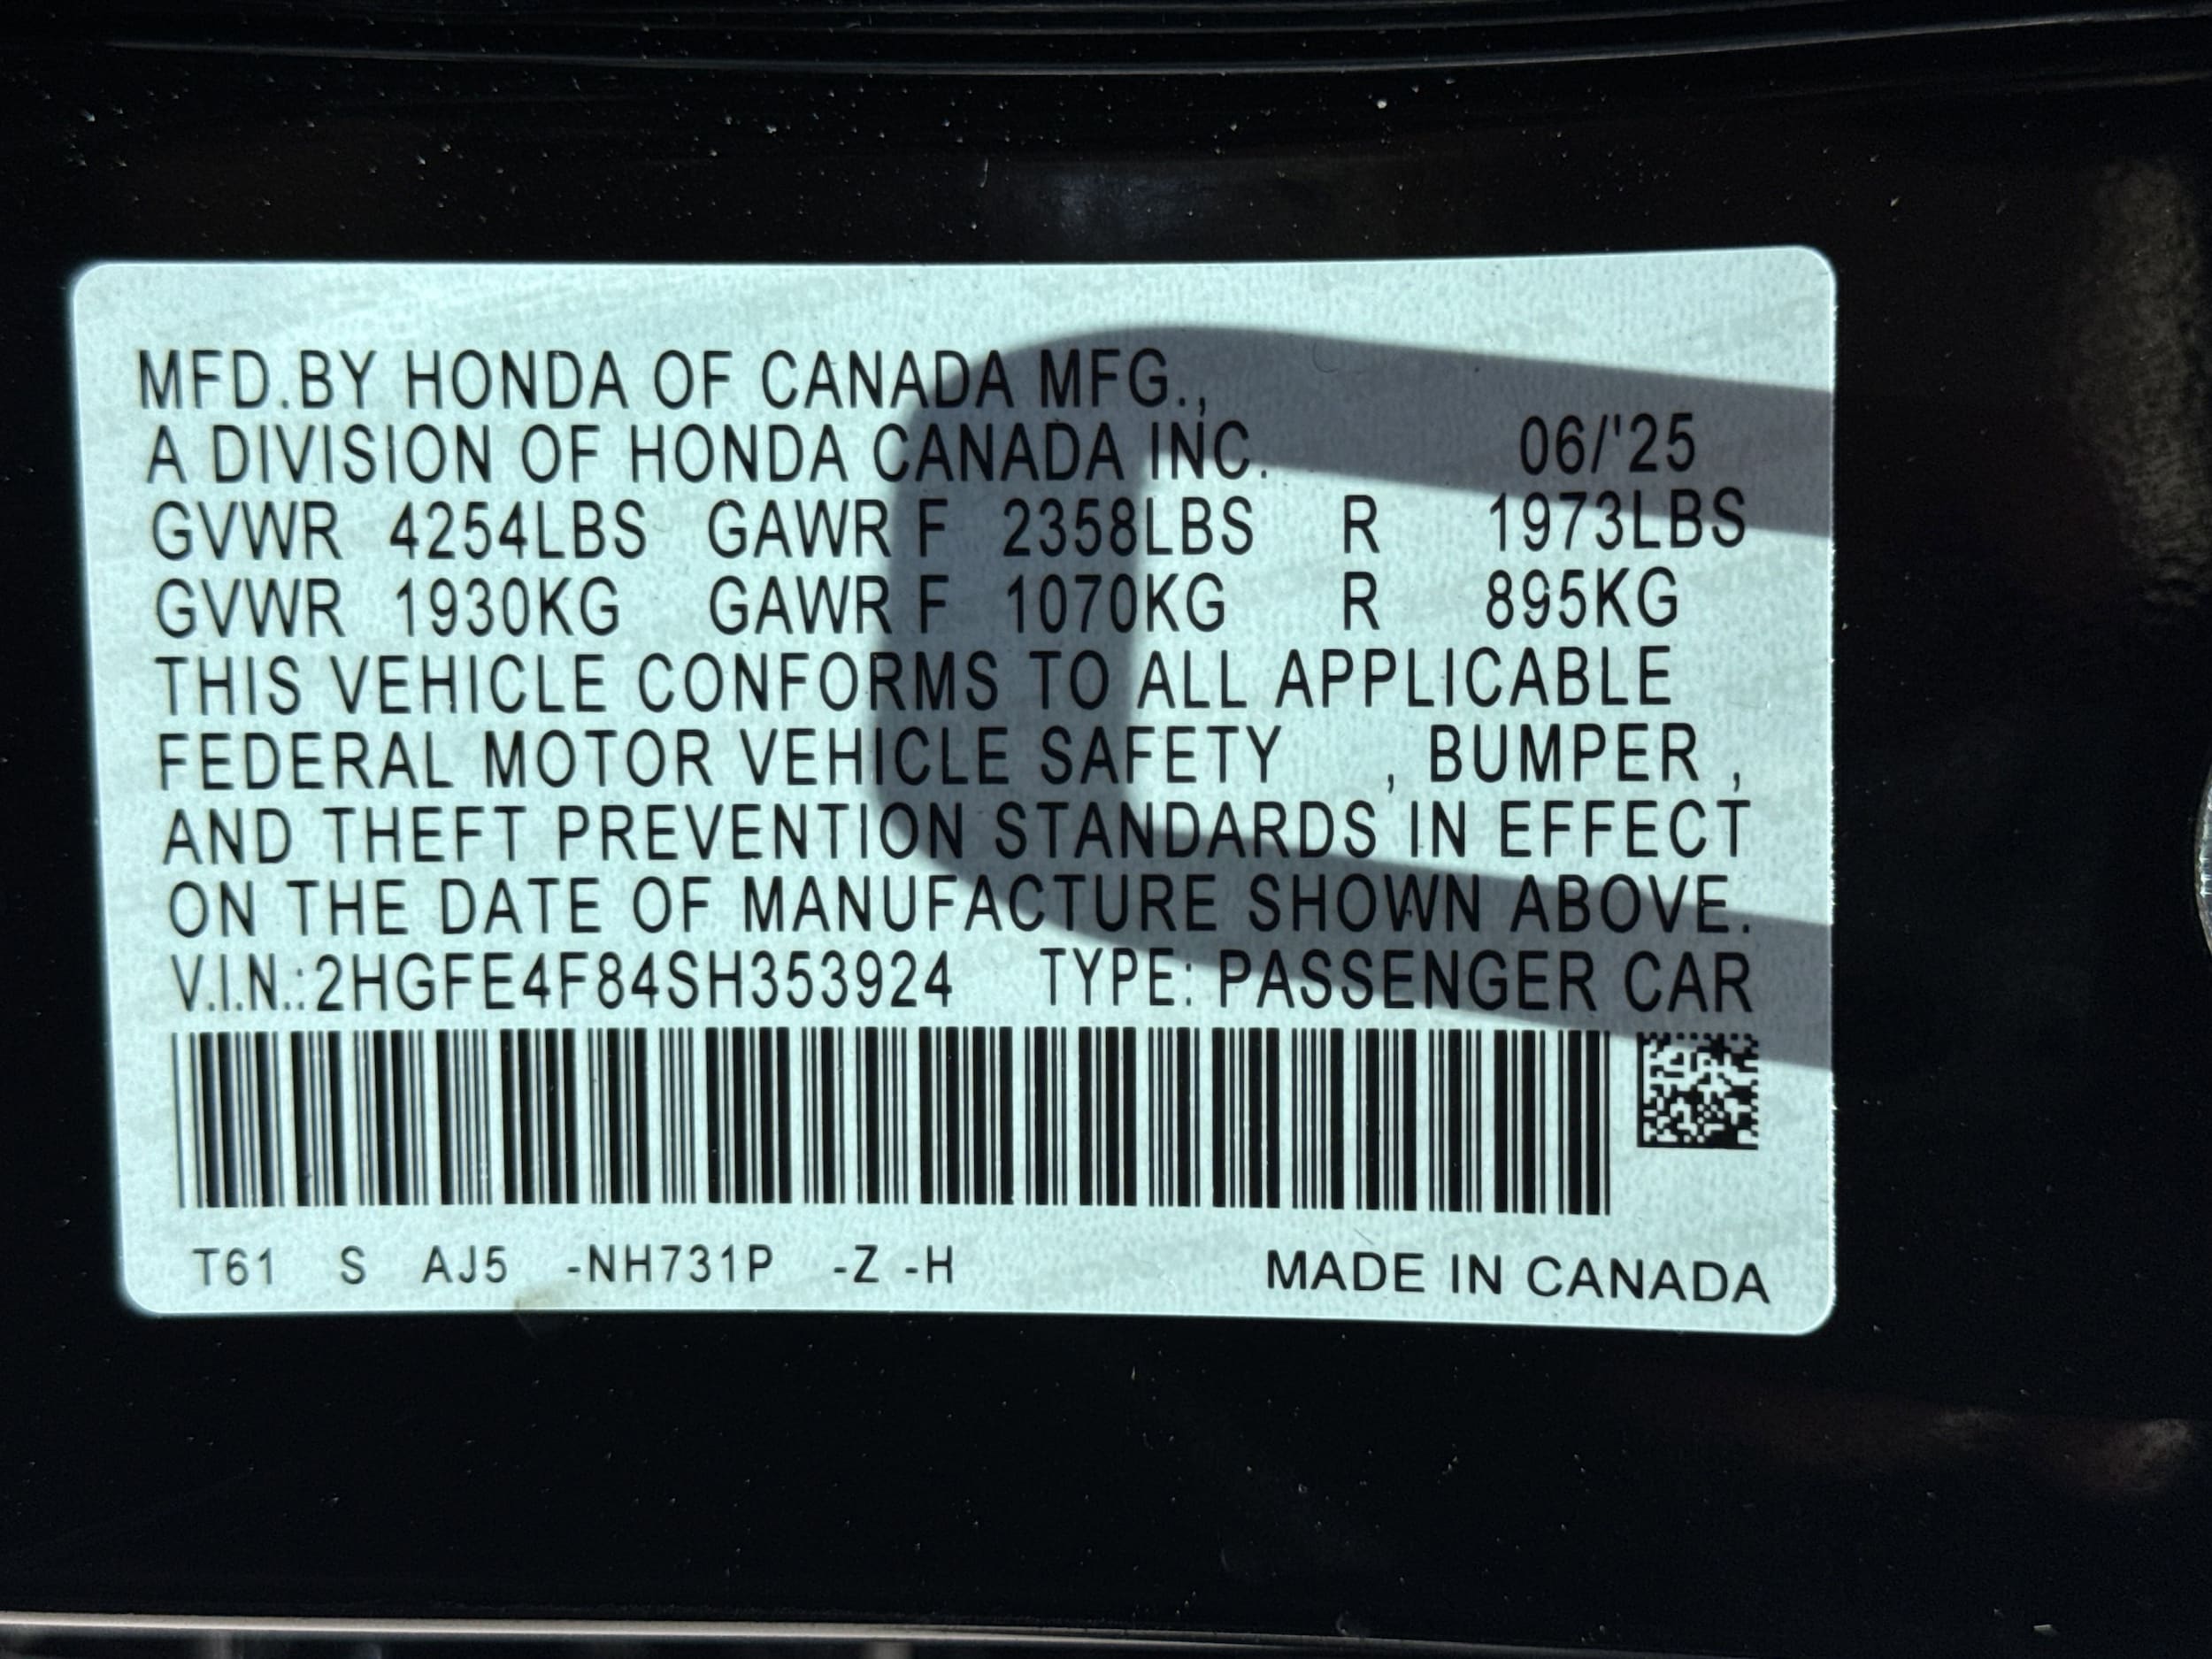 MFD.BY HONDA OF CANADA MFG.,
A DIVISION OF HONDA CANADA INC. 06/'25
GVWR 4254LBS GAWR F 2358LBS R 1973LBS
GVWR 1930KG GAWR F 1070KG R 895KG
THIS VEHICLE CONFORMS TO ALL APPLICABLE
FEDERAL MOTOR VEHICLE SAFETY , BUMPER ,
AND THEFT PREVENTION STANDARDS IN EFFECT
ON THE DATE OF MANUFACTURE SHOWN ABOVE.
V.I.N.:2HGFE4F84SH353924 TYPE: PASSENGER CAR
T61 S AJ5 -NH731P -Z -H MADE IN CANADA